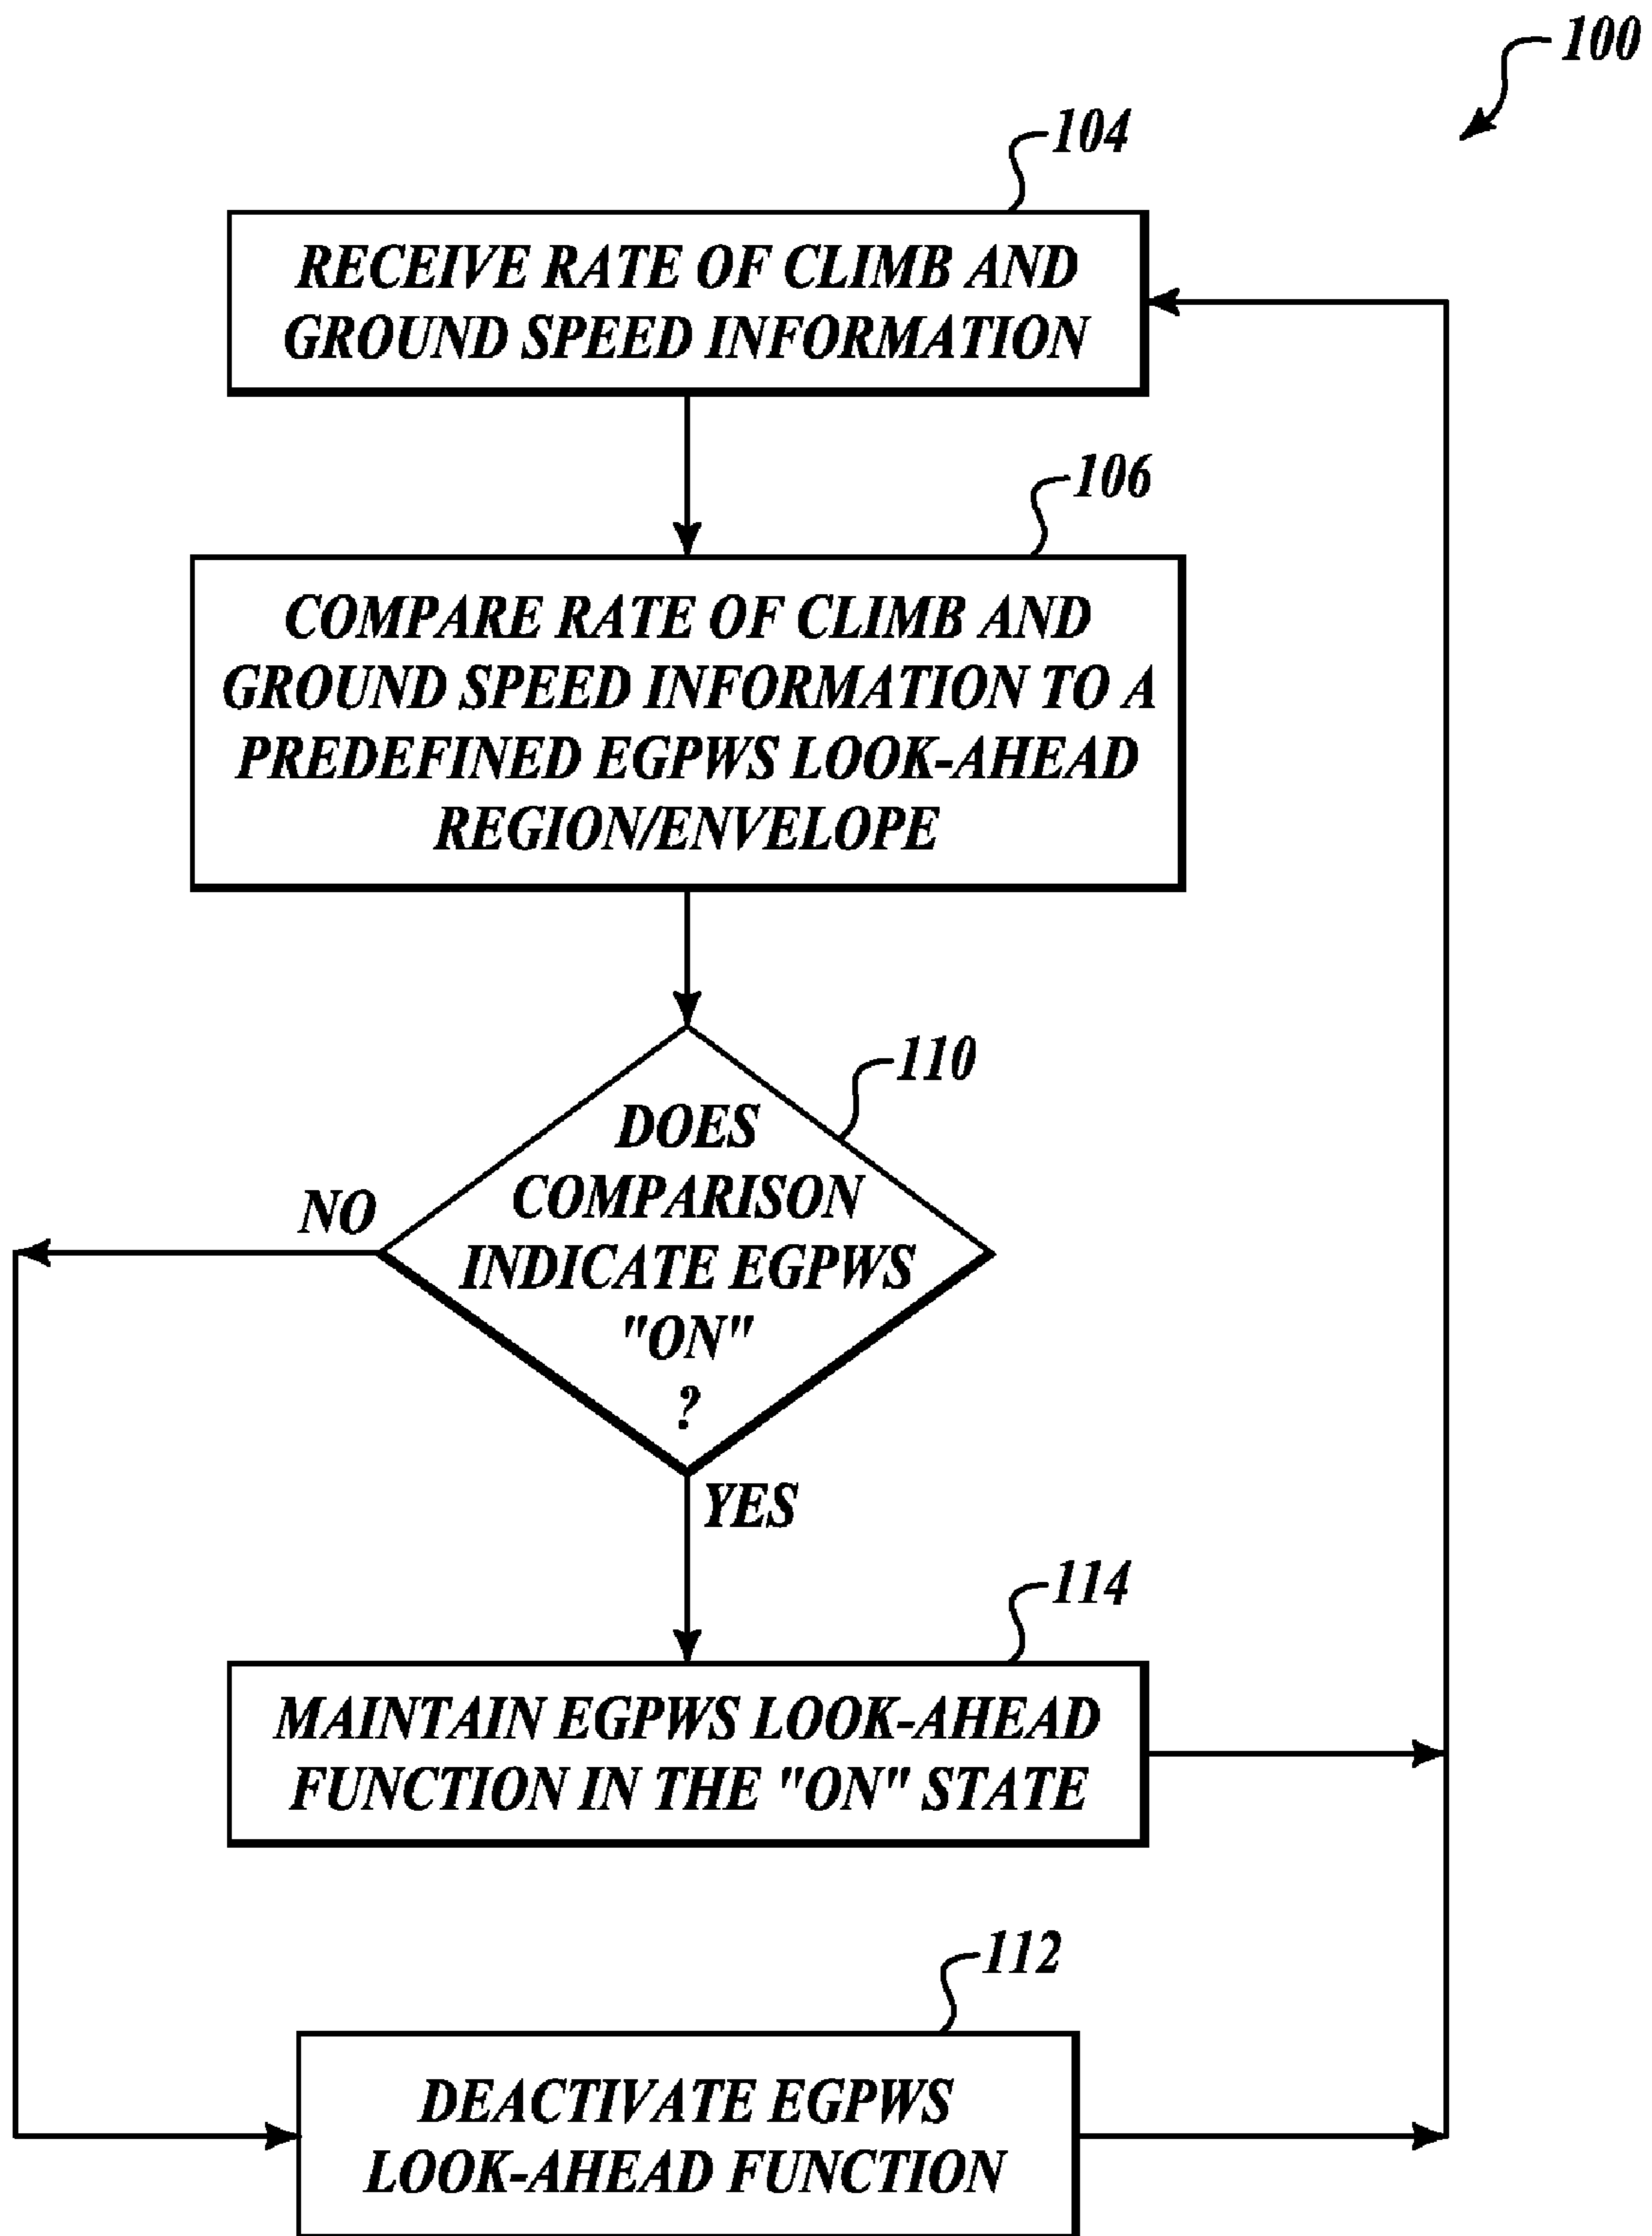 100
104
RECEIVE RATE OF CLIMB AND
GROUND SPEED INFORMATION
106
COMPARE RATE OF CLIMB AND
GROUND SPEED INFORMATION TO A
PREDEFINED EGPWS LOOK-AHEAD
REGION/ENVELOPE
110
DOES
COMPARISON
INDICATE EGPWS
"ON"
?
NO
YES
114
MAINTAIN EGPWS LOOK-AHEAD
FUNCTION IN THE "ON" STATE
112
DEACTIVATE EGPWS
LOOK-AHEAD FUNCTION